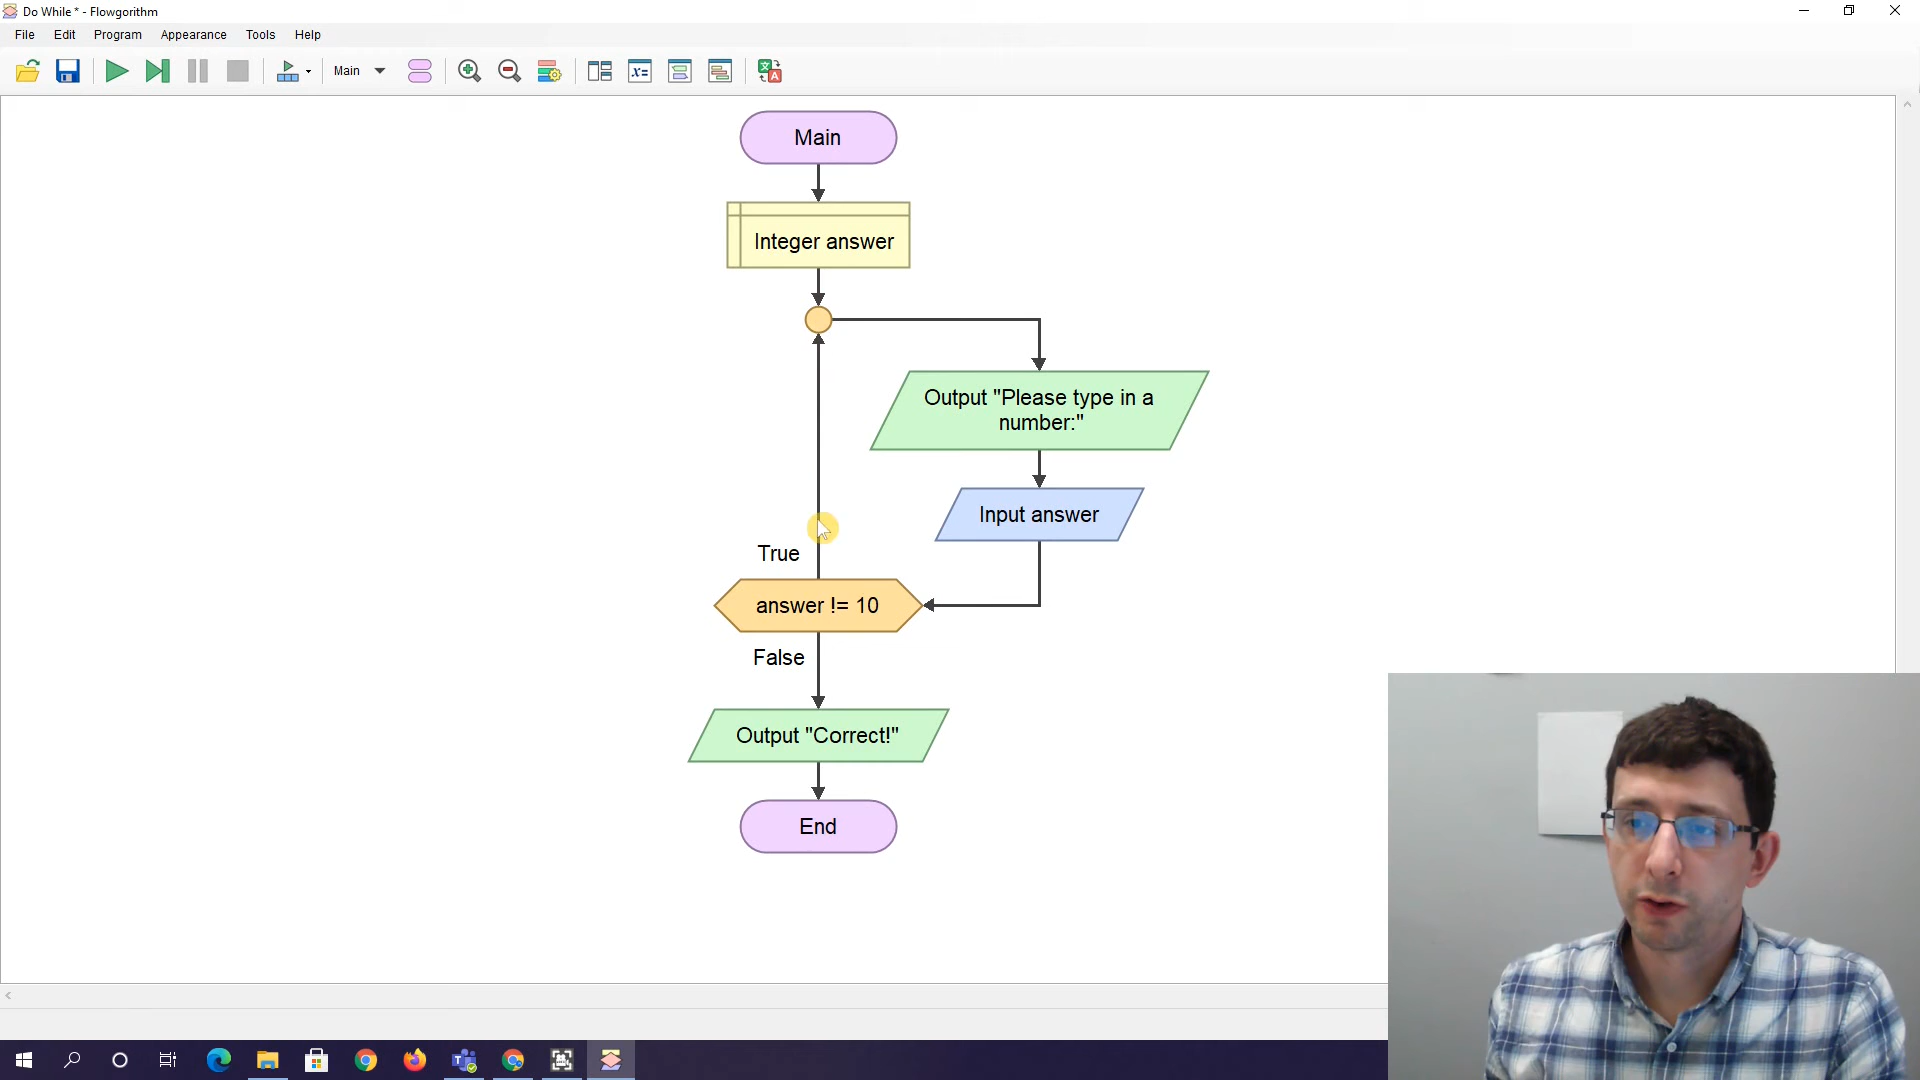 Do While * - Flowgorithm
File Edit Program Appearance Tools Help
Main
Main
Integer answer
Output "Please type in a
number:"
Input answer
True
answer != 10
False
Output "Correct!"
End